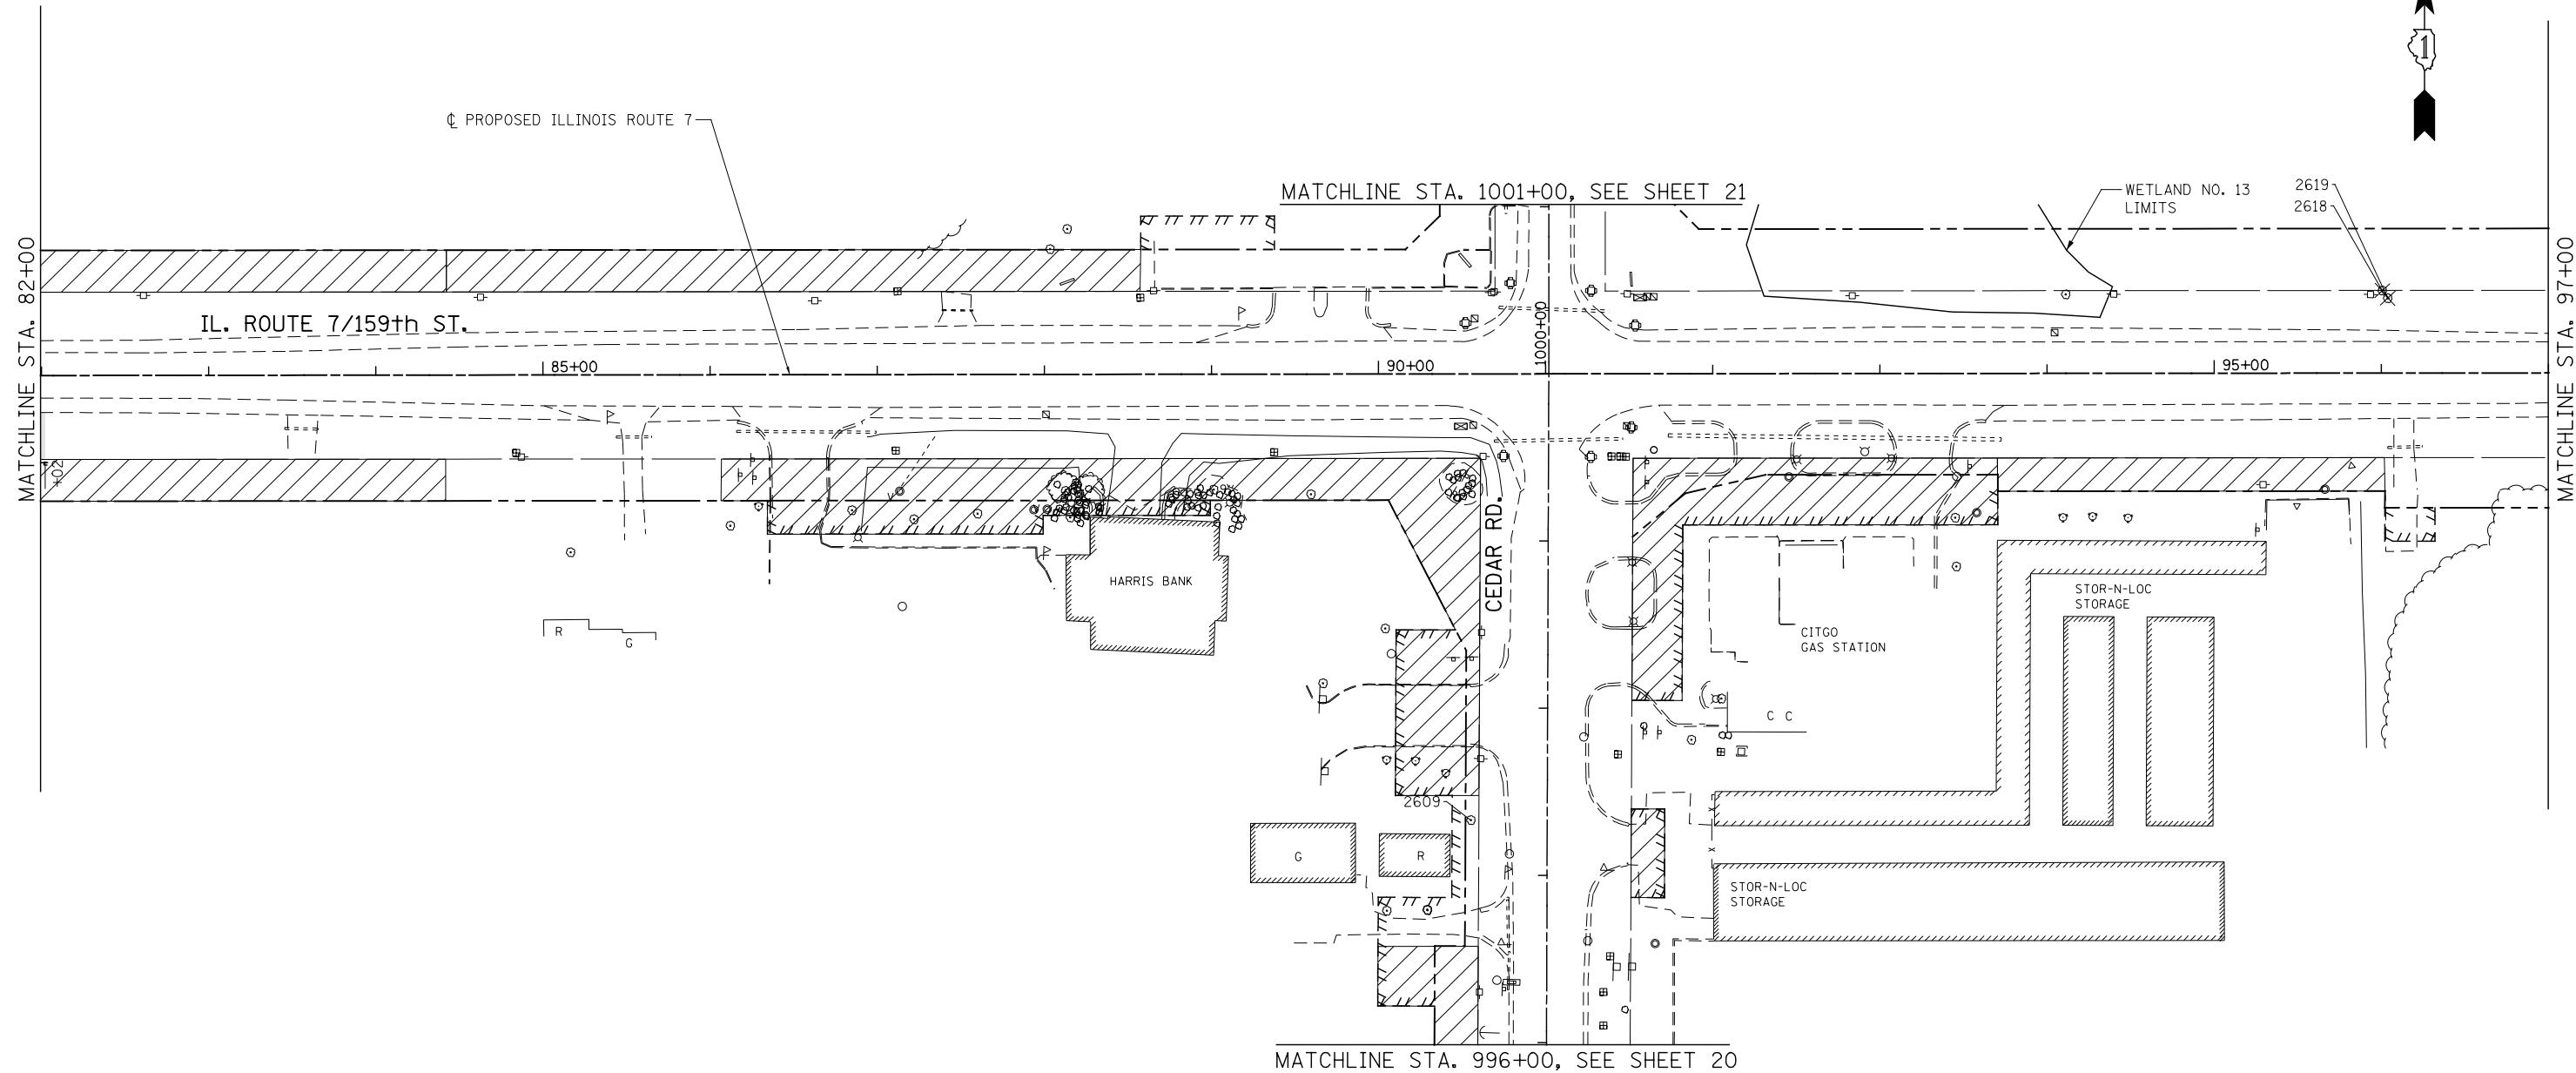 1
℄ PROPOSED ILLINOIS ROUTE 7
MATCHLINE STA. 1001+00, SEE SHEET 21
WETLAND NO. 13
LIMITS
2619
2618
MATCHLINE STA. 82+00
MATCHLINE STA. 97+00
IL. ROUTE 7/159th ST.
1000+00
85+00
90+00
95+00
+02
CEDAR RD.
HARRIS BANK
R
G
STOR-N-LOC
STORAGE
CITGO
GAS STATION
C C
2609
G
R
STOR-N-LOC
STORAGE
MATCHLINE STA. 996+00, SEE SHEET 20